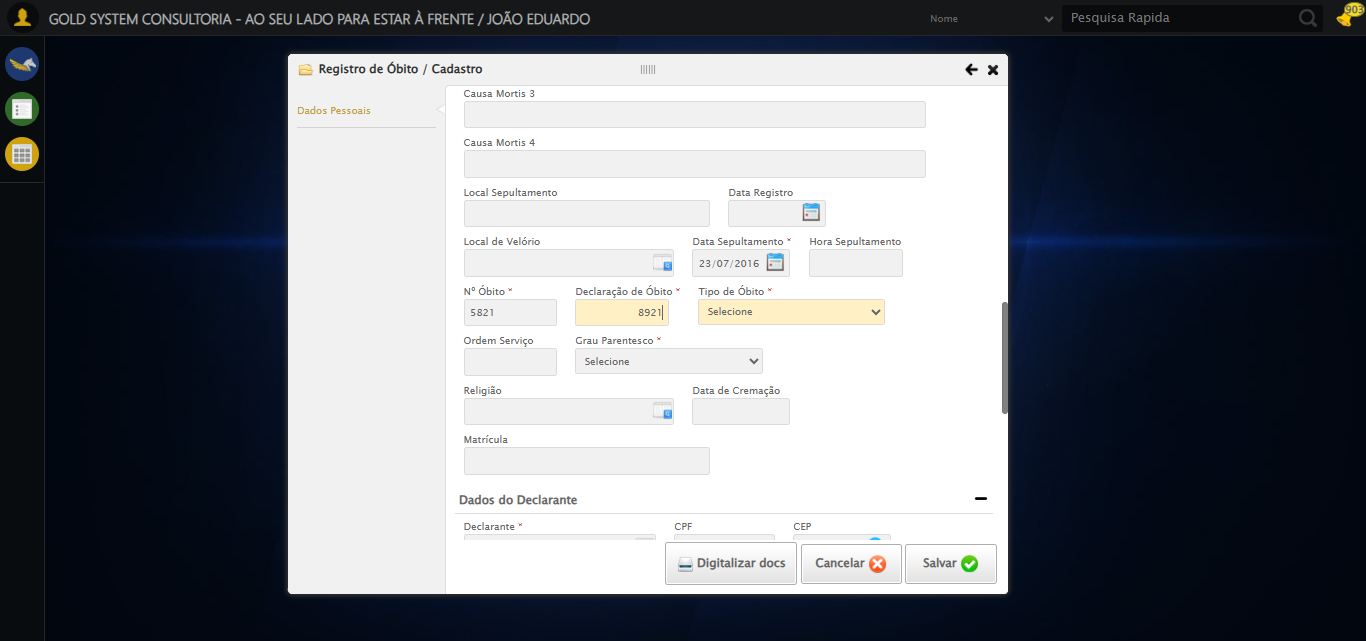 GOLD SYSTEM CONSULTORIA - AO SEU LADO PARA ESTAR À FRENTE / JOÃO EDUARDO
Nome
Pesquisa Rapida
903
Registro de Óbito / Cadastro
Dados Pessoais
Causa Mortis 3
Causa Mortis 4
Local Sepultamento
Data Registro
Local de Velório
Data Sepultamento *
Hora Sepultamento
23/07/2016
Nº Óbito *
Declaração de Óbito *
Tipo de Óbito *
5821
8921
Selecione
Ordem Serviço
Grau Parentesco *
Selecione
Religião
Data de Cremação
Matrícula
Dados do Declarante
Declarante *
CPF
CEP
Digitalizar docs
Cancelar
Salvar